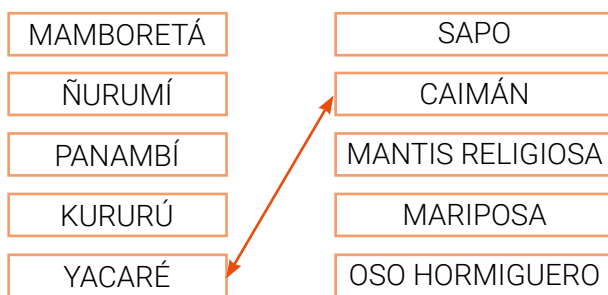 MAMBORETÁ
ÑURUMÍ
PANAMBÍ
KURURÚ
YACARÉ
SAPO
CAIMÁN
MANTIS RELIGIOSA
MARIPOSA
OSO HORMIGUERO